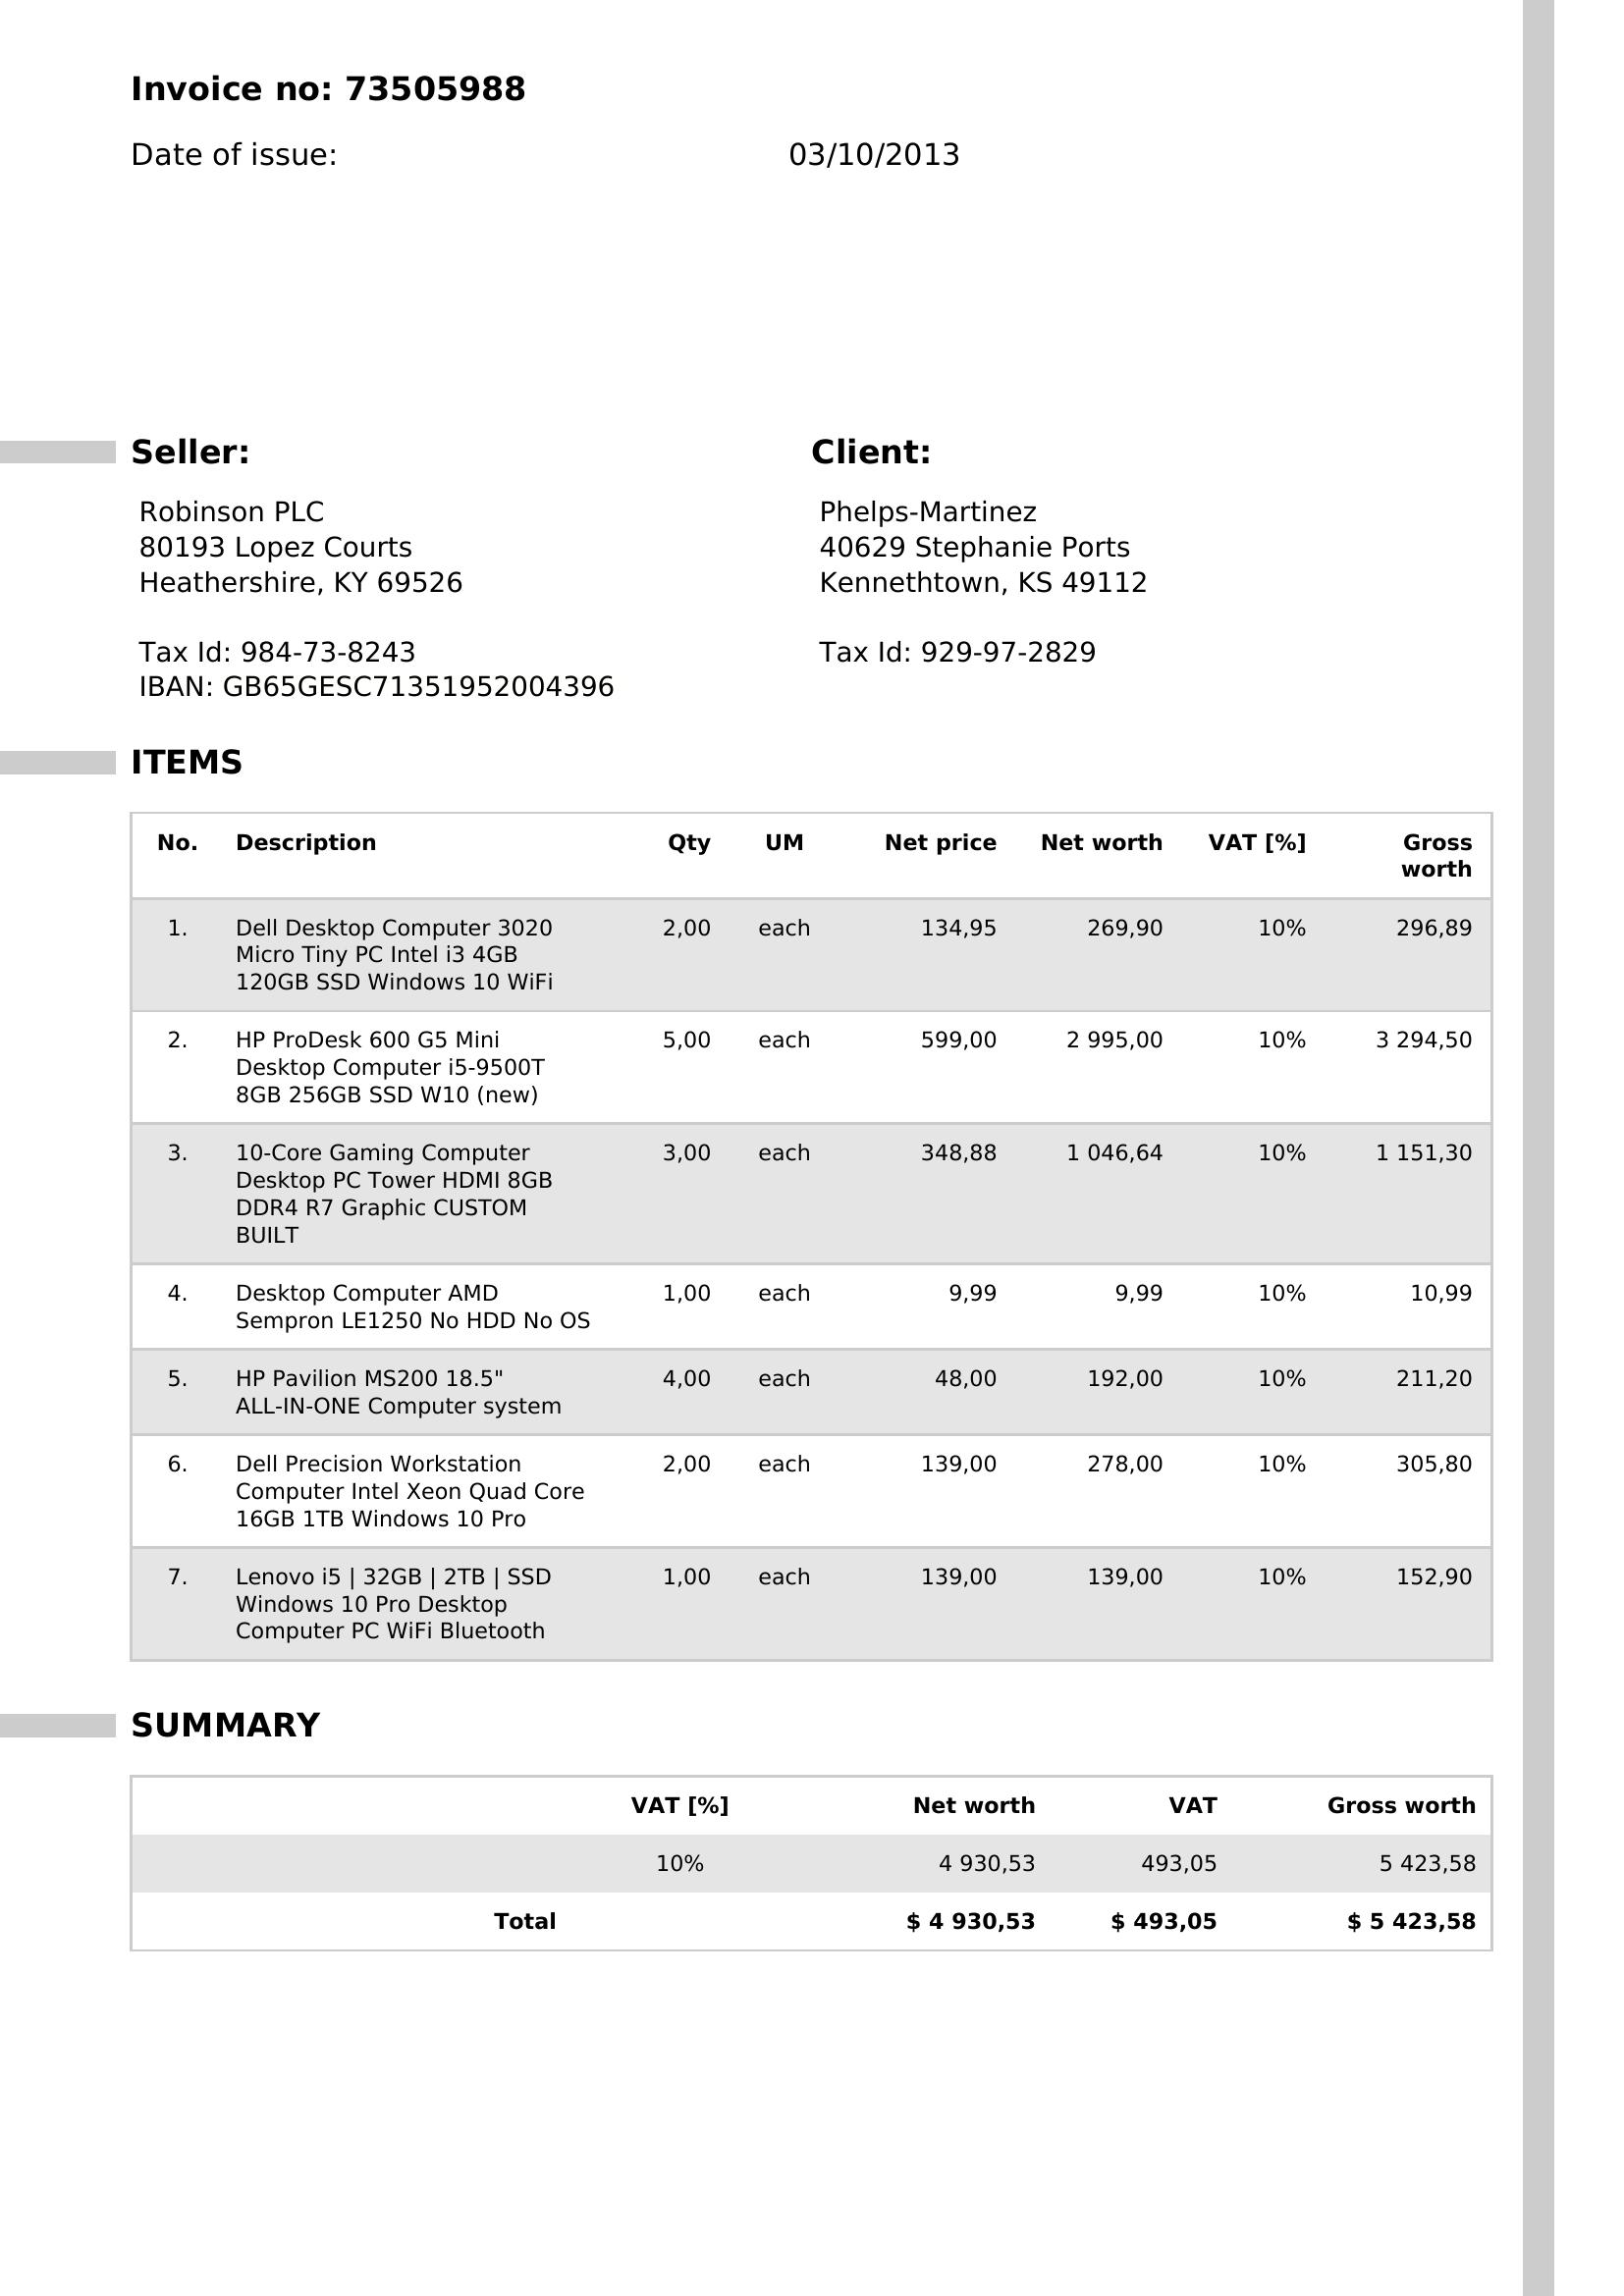 Invoice no: 73505988
Date of issue: 03/10/2013
Seller: Client:
Robinson PLC Phelps-Martinez
80193 Lopez Courts 40629 Stephanie Ports
Heathershire, KY 69526 Kennethtown, KS 49112
Tax Id: 984-73-8243 Tax Id: 929-97-2829
IBAN: GB65GESC71351952004396
ITEMS
No. Description Qty UM Net price Net worth VAT [%] Gross
worth
1. Dell Desktop Computer 3020 2,00 each 134,95 269,90 10% 296,89
Micro Tiny PC Intel i3 4GB
120GB SSD Windows 10 WiFi
2. HP ProDesk 600 G5 Mini 5,00 each 599,00 2 995,00 10% 3 294,50
Desktop Computer i5-9500T
8GB 256GB SSD W10 (new)
3. 10-Core Gaming Computer 3,00 each 348,88 1 046,64 10% 1 151,30
Desktop PC Tower HDMI 8GB
DDR4 R7 Graphic CUSTOM
BUILT
4. Desktop Computer AMD 1,00 each 9,99 9,99 10% 10,99
Sempron LE1250 No HDD No OS
5. HP Pavilion MS200 18.5" 4,00 each 48,00 192,00 10% 211,20
ALL-IN-ONE Computer system
6. Dell Precision Workstation 2,00 each 139,00 278,00 10% 305,80
Computer Intel Xeon Quad Core
16GB 1TB Windows 10 Pro
7. Lenovo i5 | 32GB | 2TB | SSD 1,00 each 139,00 139,00 10% 152,90
Windows 10 Pro Desktop
Computer PC WiFi Bluetooth
SUMMARY
VAT [%] Net worth VAT Gross worth
10% 4 930,53 493,05 5 423,58
Total $ 4 930,53 $ 493,05 $ 5 423,58